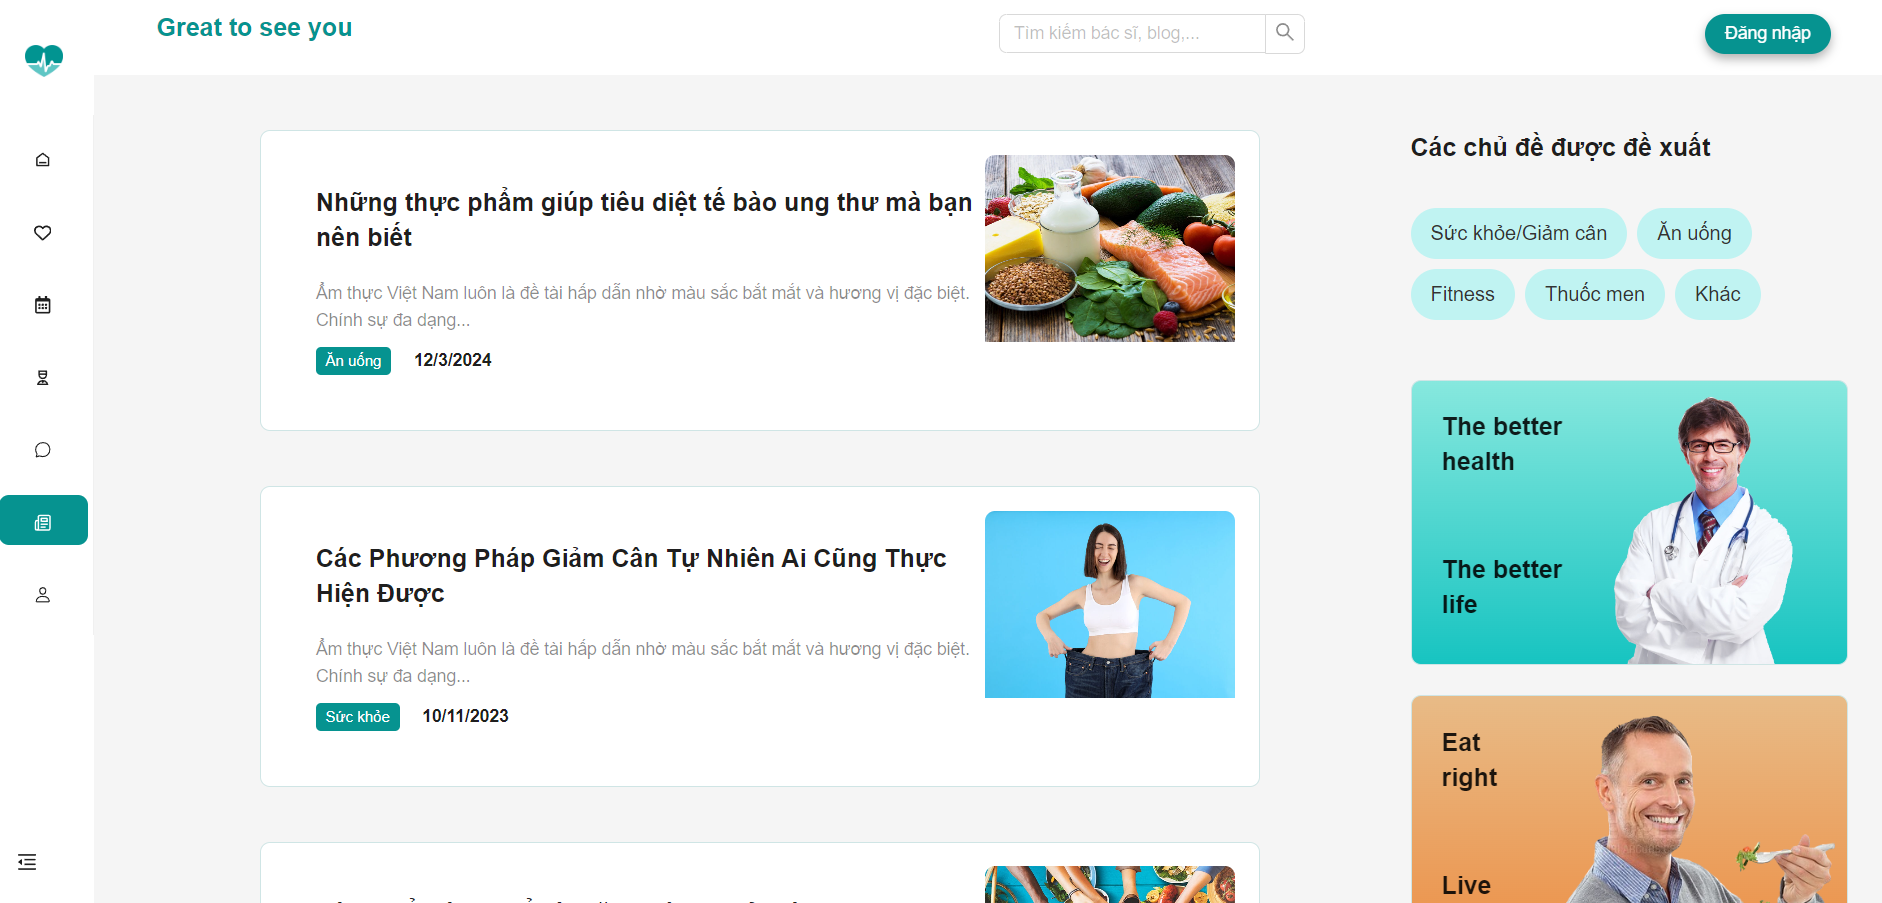 Great to see you
Tìm kiếm bác sĩ, blog,...
Đăng nhập
Những thực phẩm giúp tiêu diệt tế bào ung thư mà bạn
nên biết
Ẩm thực Việt Nam luôn là đề tài hấp dẫn nhờ màu sắc bắt mắt và hương vị đặc biệt.
Chính sự đa dạng...
Ăn uống
12/3/2024
Các Phương Pháp Giảm Cân Tự Nhiên Ai Cũng Thực
Hiện Được
Ẩm thực Việt Nam luôn là đề tài hấp dẫn nhờ màu sắc bắt mắt và hương vị đặc biệt.
Chính sự đa dạng...
Sức khỏe
10/11/2023
Các chủ đề được đề xuất
Sức khỏe/Giảm cân
Ăn uống
Fitness
Thuốc men
Khác
The better
health
The better
life
Eat
right
Live